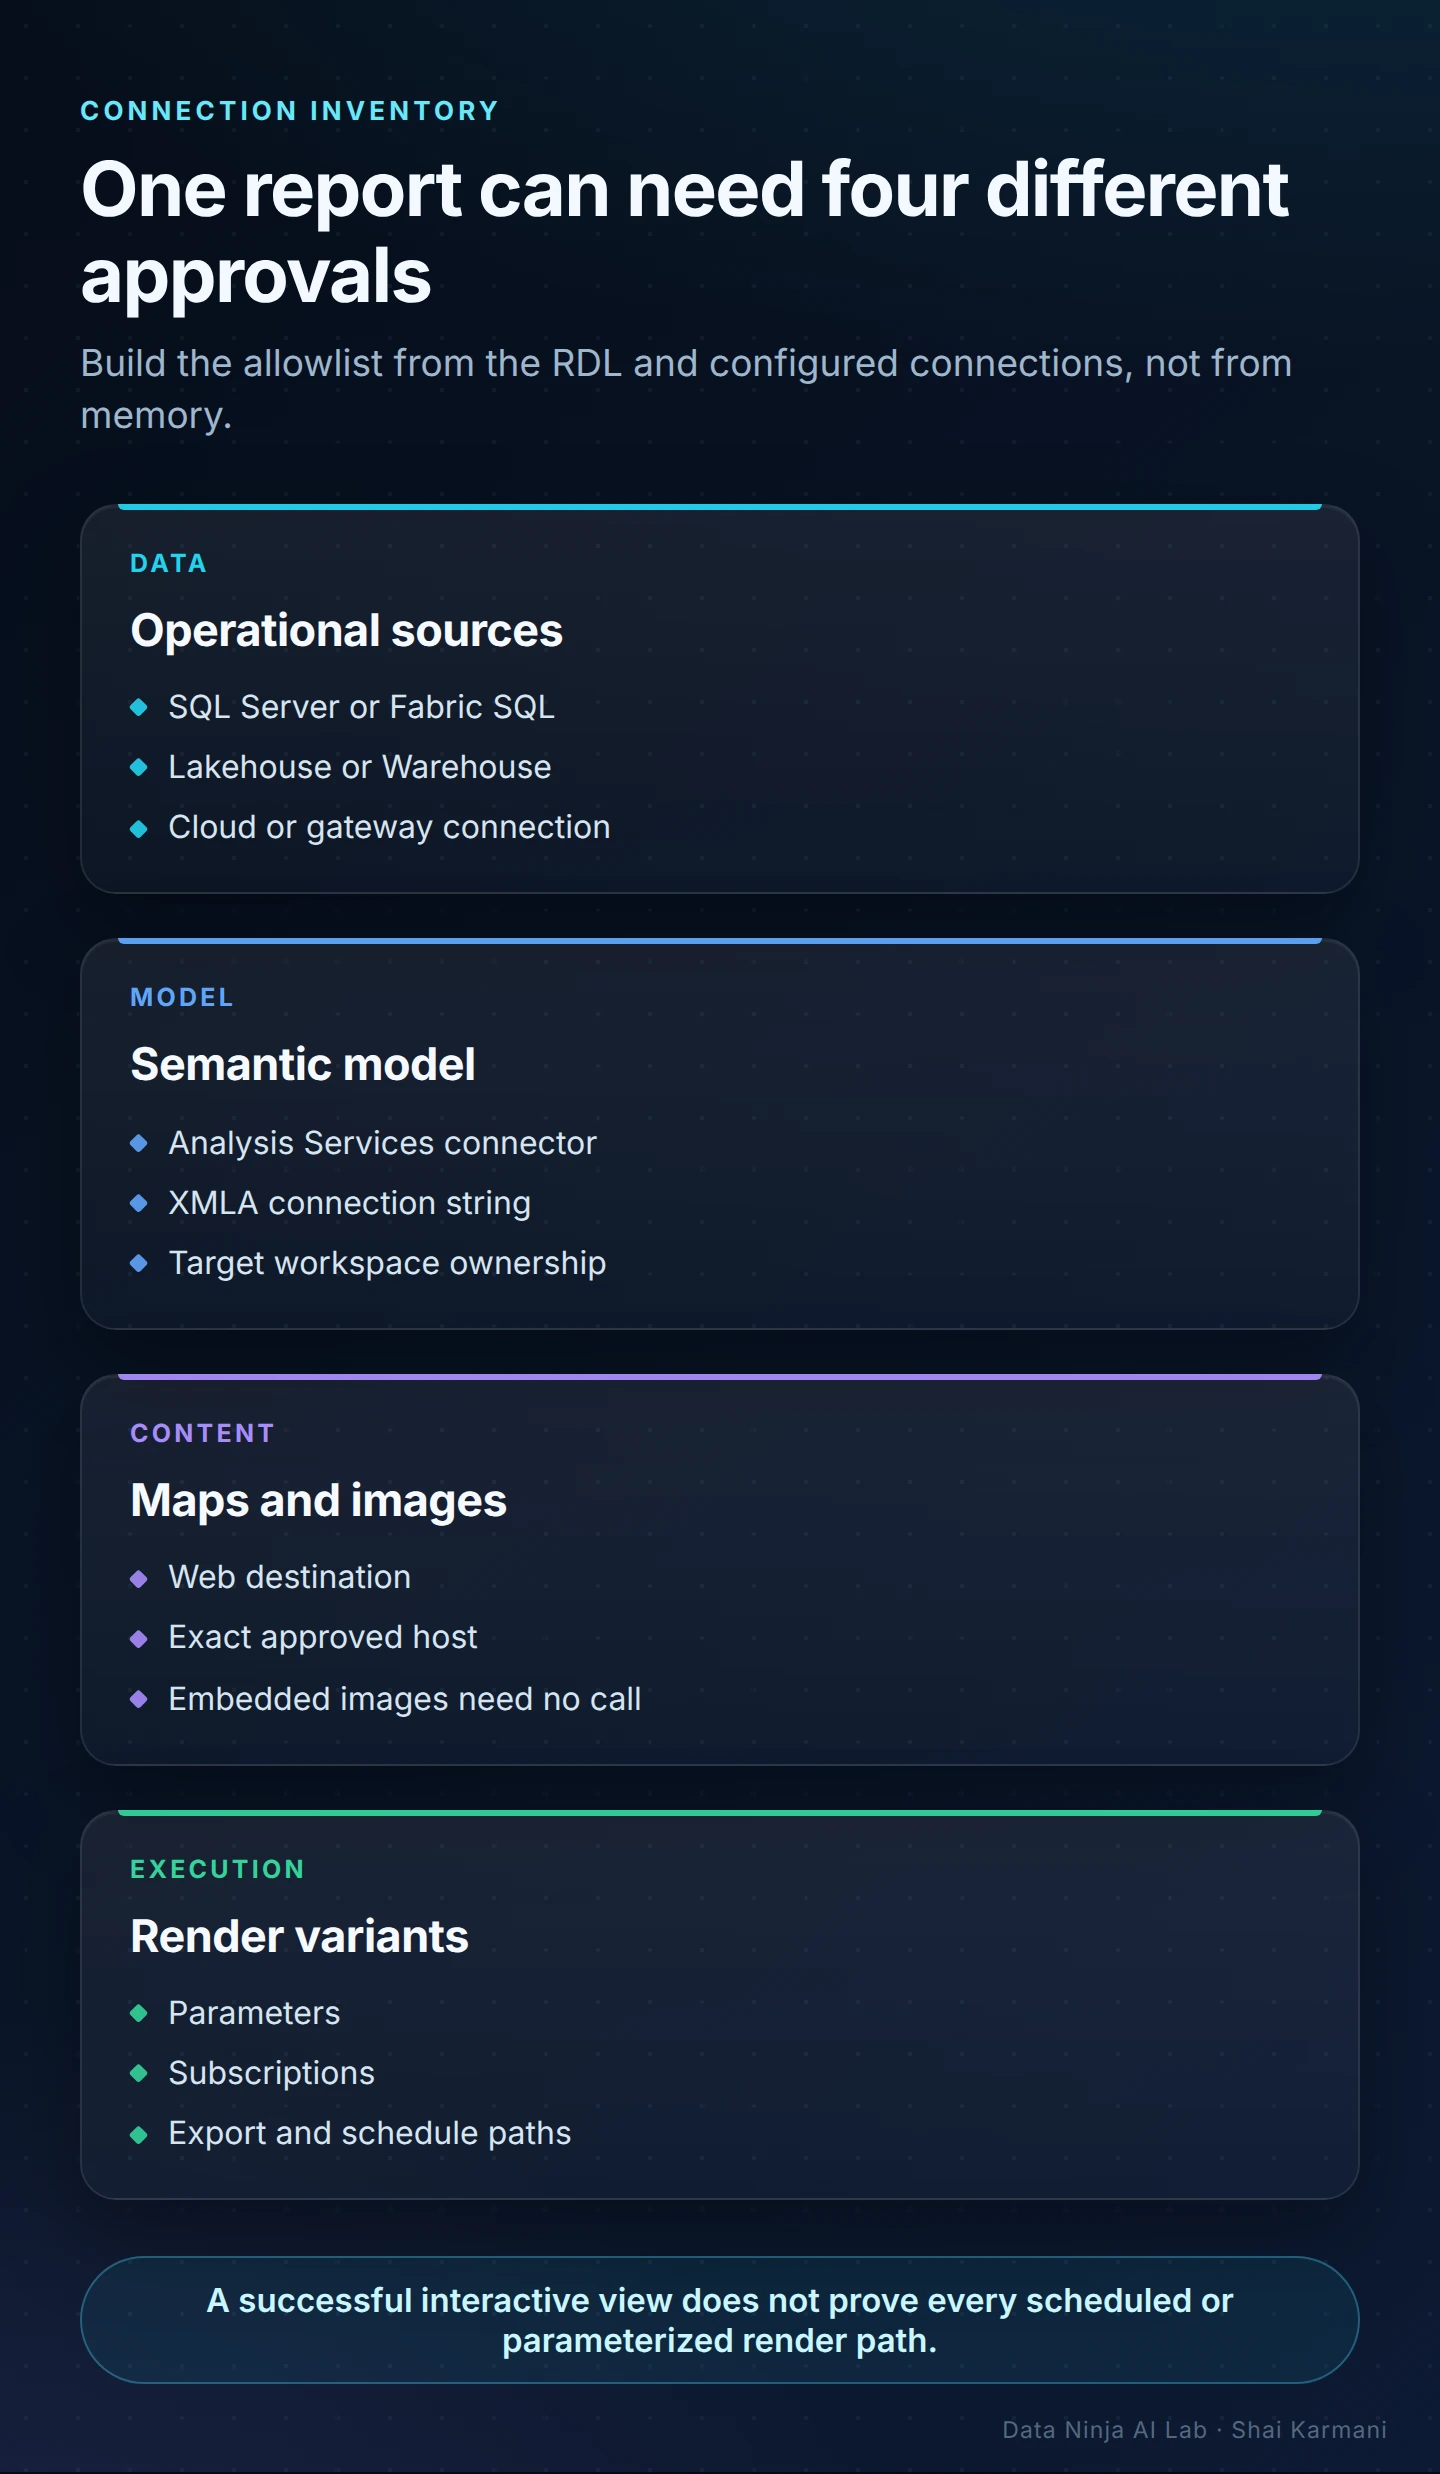 CONNECTION INVENTORY
One report can need four different
approvals
Build the allowlist from the RDL and configured connections, not from
memory.
DATA
Operational sources
SQL Server or Fabric SQL
Lakehouse or Warehouse
Cloud or gateway connection
MODEL
Semantic model
Analysis Services connector
XMLA connection string
Target workspace ownership
CONTENT
Maps and images
Web destination
Exact approved host
Embedded images need no call
EXECUTION
Render variants
Parameters
Subscriptions
Export and schedule paths
A successful interactive view does not prove every scheduled or
parameterized render path.
Data Ninja AI Lab · Shai Karmani